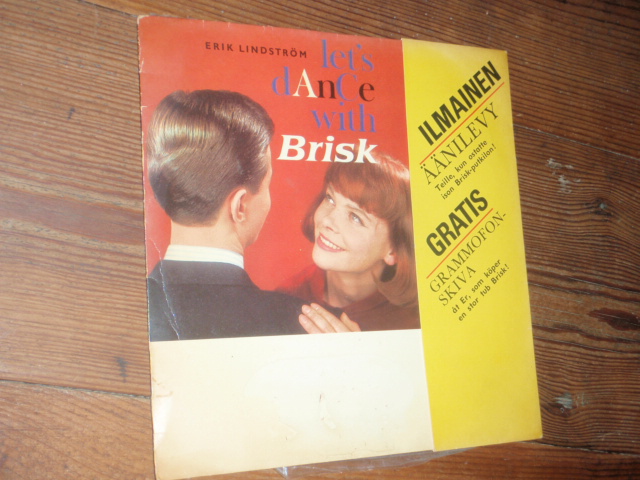 ERIK LINDSTRÖM
let's
dAnCe
with
Brisk
ILMAINEN
ÄÄNILEVY
Teille, kun ostatte
ison Brisk-putkilon!
GRATIS
GRAMMOFON-
SKIVA
åt Er, som köper
en stor tub Brisk!